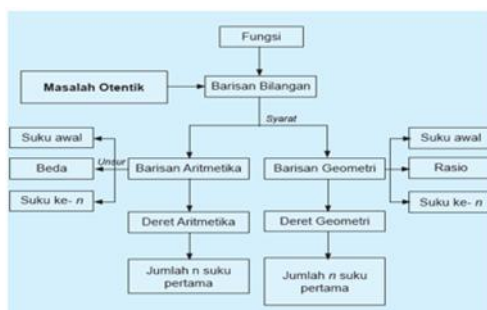 Fungsi
Masalah Otentik
Barisan Bilangan
Syarat
Suku awal
Suku awal
Beda
Unsur
Barisan Aritmetika
Barisan Geometri
Rasio
Suku ke- n
Suku ke- n
Deret Aritmetika
Deret Geometri
Jumlah n suku
pertama
Jumlah n suku
pertama